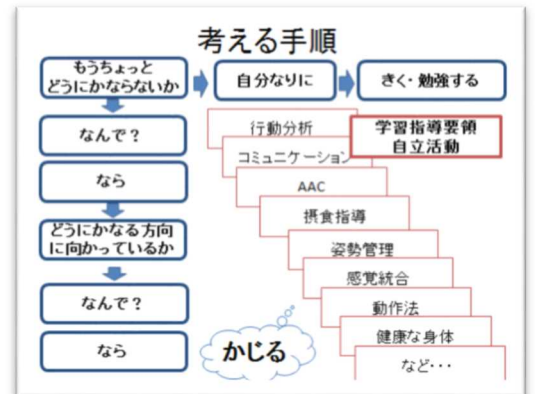 考える手順
もうちょっと
どうにかならないか
自分なりに
きく・勉強する
なんで？
なら
どうにかなる方向
に向かっているか
なんで？
なら
行動分析
コミュニケーション
AAC
摂食指導
姿勢管理
感覚統合
動作法
健康な身体
など・・・
学習指導要領
自立活動
かじる